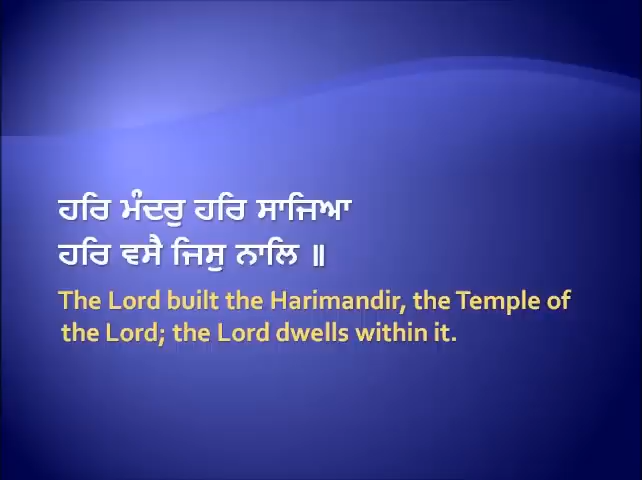 ਹਰਿ ਮੰਦਰੁ ਹਰਿ ਸਾਜਿਆ
ਹਰਿ ਵਸੈ ਜਿਸੁ ਨਾਲਿ ॥
The Lord built the Harimandir, the Temple of
the Lord; the Lord dwells within it.